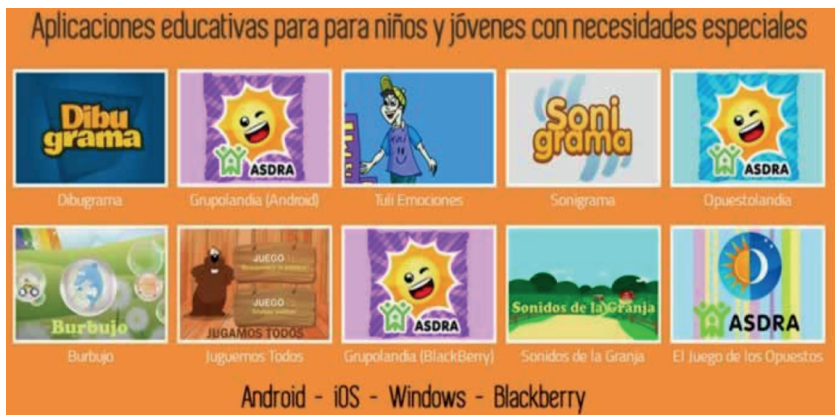 Aplicaciones educativas para para niños y jóvenes con necesidades especiales
Dibu
grama
ASDRA
Soni
grama
ASDRA
Dibugrama
Grupolandia (Android)
Tuli Emociones
Sonigrama
Opuestolandia
JUEGO
JUEGO
Burbujo
JUGAMOS TODOS
ASDRA
Sonidos de la Granja
ASDRA
Burbujo
Juguemos Todos
Grupolandia (BlackBerry)
Sonidos de la Granja
El Juego de los Opuestos
Android - iOS - Windows - Blackberry